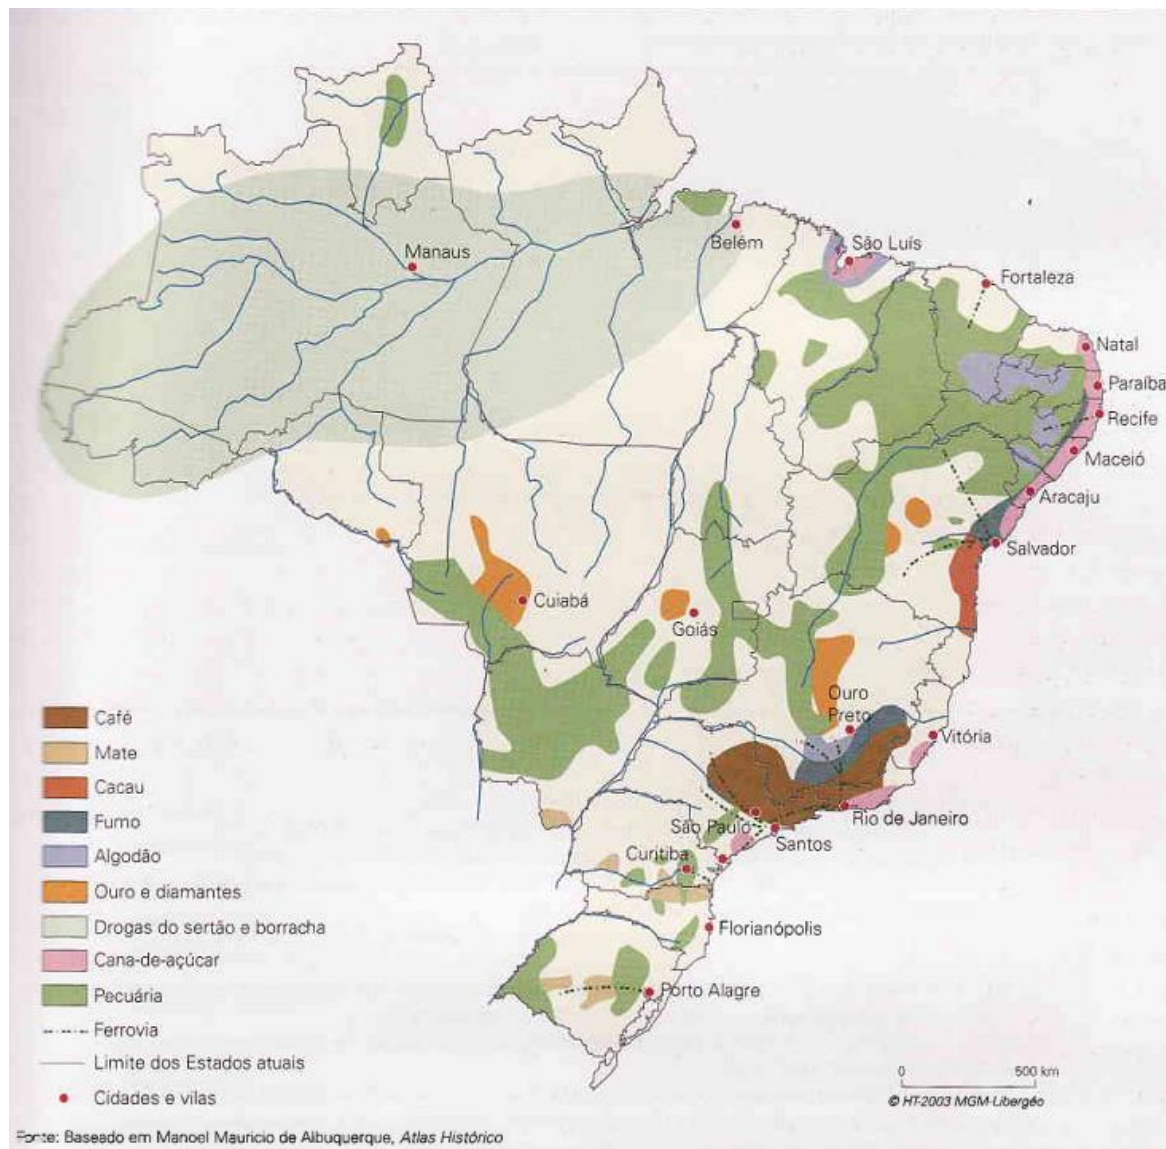 Manaus
Belém
São Luís
Fortaleza
Natal
Paraíba
Recife
Maceió
Aracaju
Salvador
Cuiabá
Goiás
Ouro
Preto
Vitória
Rio de Janeiro
São Paulo
Santos
Curitiba
Florianópolis
Porto Alagre
Café
Mate
Cacau
Fumo
Algodão
Ouro e diamantes
Drogas do sertão e borracha
Cana-de-açúcar
Pecuária
Ferrovia
Limite dos Estados atuais
Cidades e vilas
0 500 km
© HT-2003 MGM-Libergéo
Fonte: Baseado em Manoel Mauricio de Albuquerque, Atlas Histórico